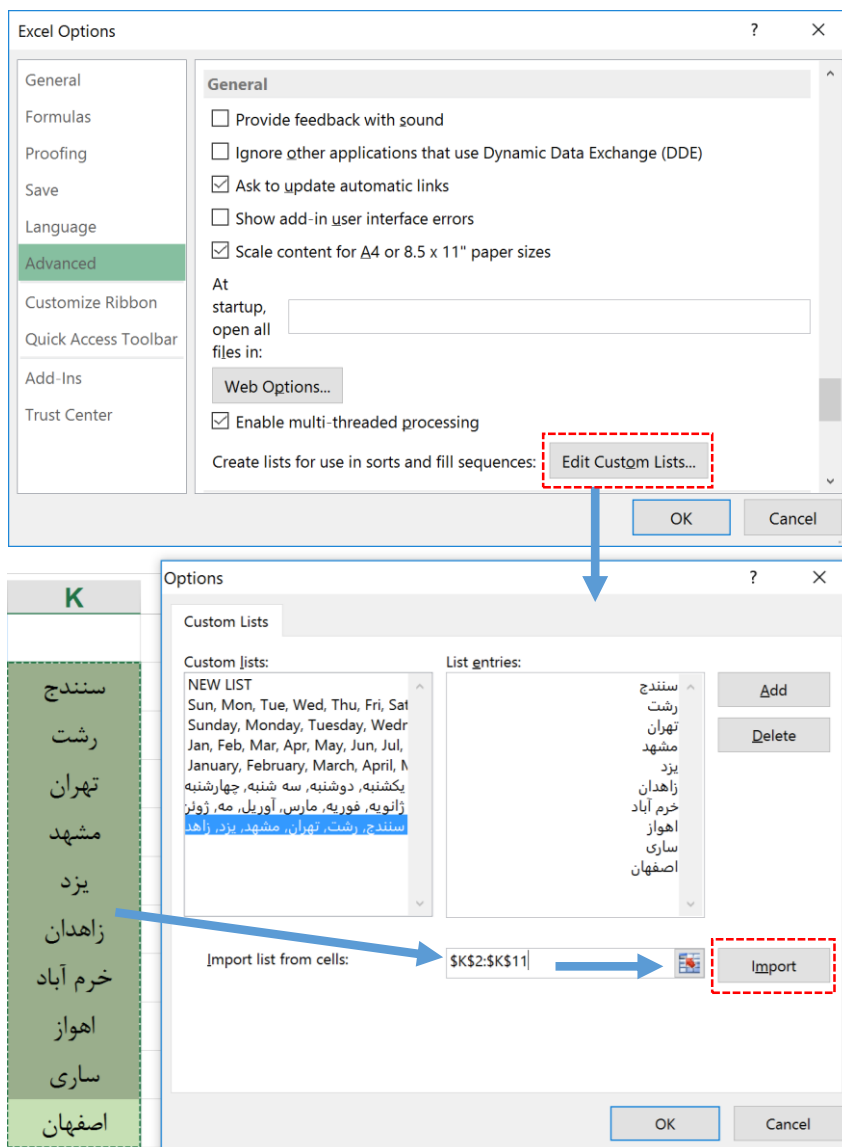 Excel Options
?
General
Formulas
Proofing
Save
Language
Advanced
Customize Ribbon
Quick Access Toolbar
Add-Ins
Trust Center
General
Provide feedback with sound
Ignore other applications that use Dynamic Data Exchange (DDE)
Ask to update automatic links
Show add-in user interface errors
Scale content for A4 or 8.5 x 11" paper sizes
At
startup,
open all
files in:
Web Options...
Enable multi-threaded processing
Create lists for use in sorts and fill sequences: Edit Custom Lists...
OK Cancel
K
سنندج
رشت
تهران
مشهد
یزد
زاهدان
خرم آباد
اهواز
ساری
اصفهان
Options
?
Custom Lists
Custom lists:
NEW LIST
Sun, Mon, Tue, Wed, Thu, Fri, Sat
Sunday, Monday, Tuesday, Wedr
Jan, Feb, Mar, Apr, May, Jun, Jul,
January, February, March, April, M
یکشنبه, دوشنبه, سه شنبه, چهارشنبه
ژانویه, فوریه, مارس, آوریل, مه, ژوئن
سنندج, رشت, تهران, مشهد, یزد, زاهد
List entries:
سنندج
رشت
تهران
مشهد
یزد
زاهدان
خرم آباد
اهواز
ساری
اصفهان
Add
Delete
Import list from cells: $K$2:$K$11 Import
OK Cancel